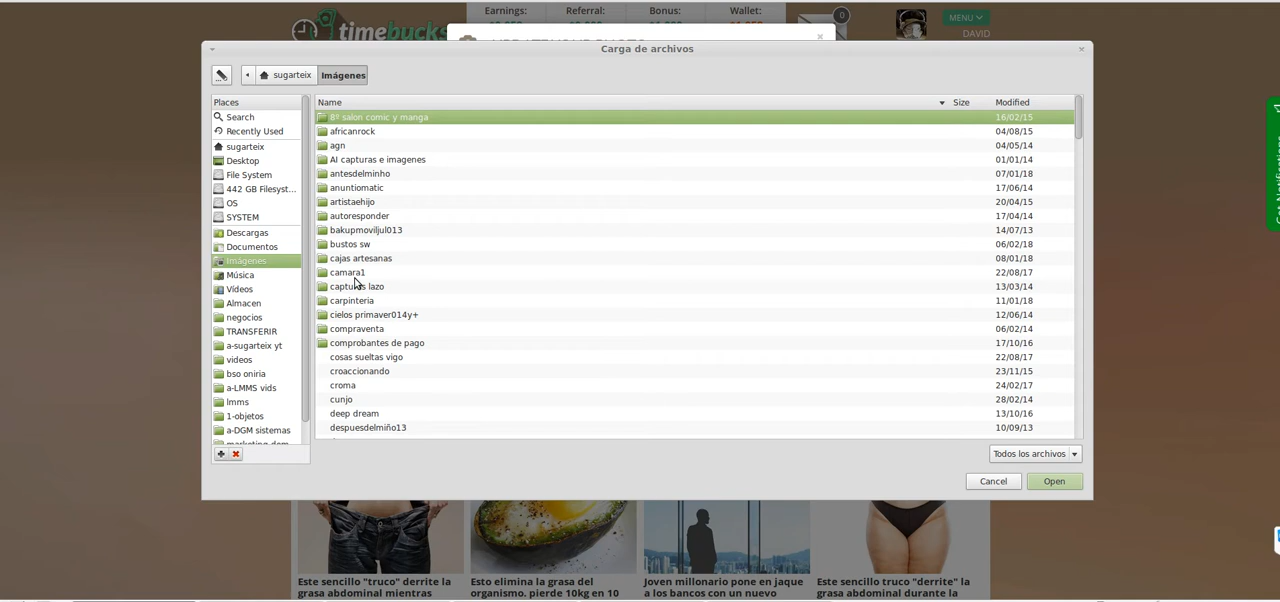 Earnings: Referral: Bonus: Wallet:
timebucks
0
MENU
DAVID
Carga de archivos
sugarteix Imágenes
Places
Search
Recently Used
sugarteix
Desktop
File System
442 GB Filesyst...
OS
SYSTEM
Descargas
Documentos
Imágenes
Música
Vídeos
Almacen
negocios
TRANSFERIR
a-sugarteix yt
videos
bso oniria
a-LMMS vids
lmms
1-objetos
a-DGM sistemas
Name Size Modified
8º salon comic y manga 16/02/15
africanrock 04/08/15
agn 04/05/14
AI capturas e imagenes 01/01/14
antesdelminho 07/01/18
anuntiomatic 17/06/14
artistaehijo 20/04/15
autoresponder 17/04/14
bakupmoviljul013 14/07/13
bustos sw 06/02/18
cajas artesanas 08/01/18
camara1 22/08/17
capturas lazo 13/03/14
carpinteria 11/01/18
cielos primaver014y+ 12/06/14
compraventa 06/02/14
comprobantes de pago 17/10/16
cosas sueltas vigo 22/08/17
croaccionando 23/11/15
croma 24/02/17
cunjo 28/02/14
deep dream 13/10/16
despuesdelmiño13 10/09/13
Todos los archivos
Cancel Open
Este sencillo "truco" derrite la
grasa abdominal mientras
Esto elimina la grasa del
organismo. pierde 10kg en 10
Joven millonario pone en jaque
a los bancos con un nuevo
Este sencillo truco "derrite" la
grasa abdominal durante la